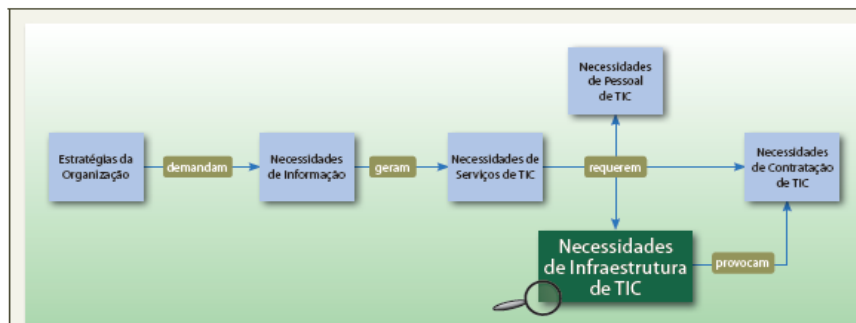 Estratégias da
Organização
demandam
Necessidades
de Informação
geram
Necessidades de
Serviços de TIC
requerem
Necessidades
de Pessoal
de TIC
Necessidades
de Contratação
de TIC
Necessidades
de Infraestrutura
de TIC
provocam